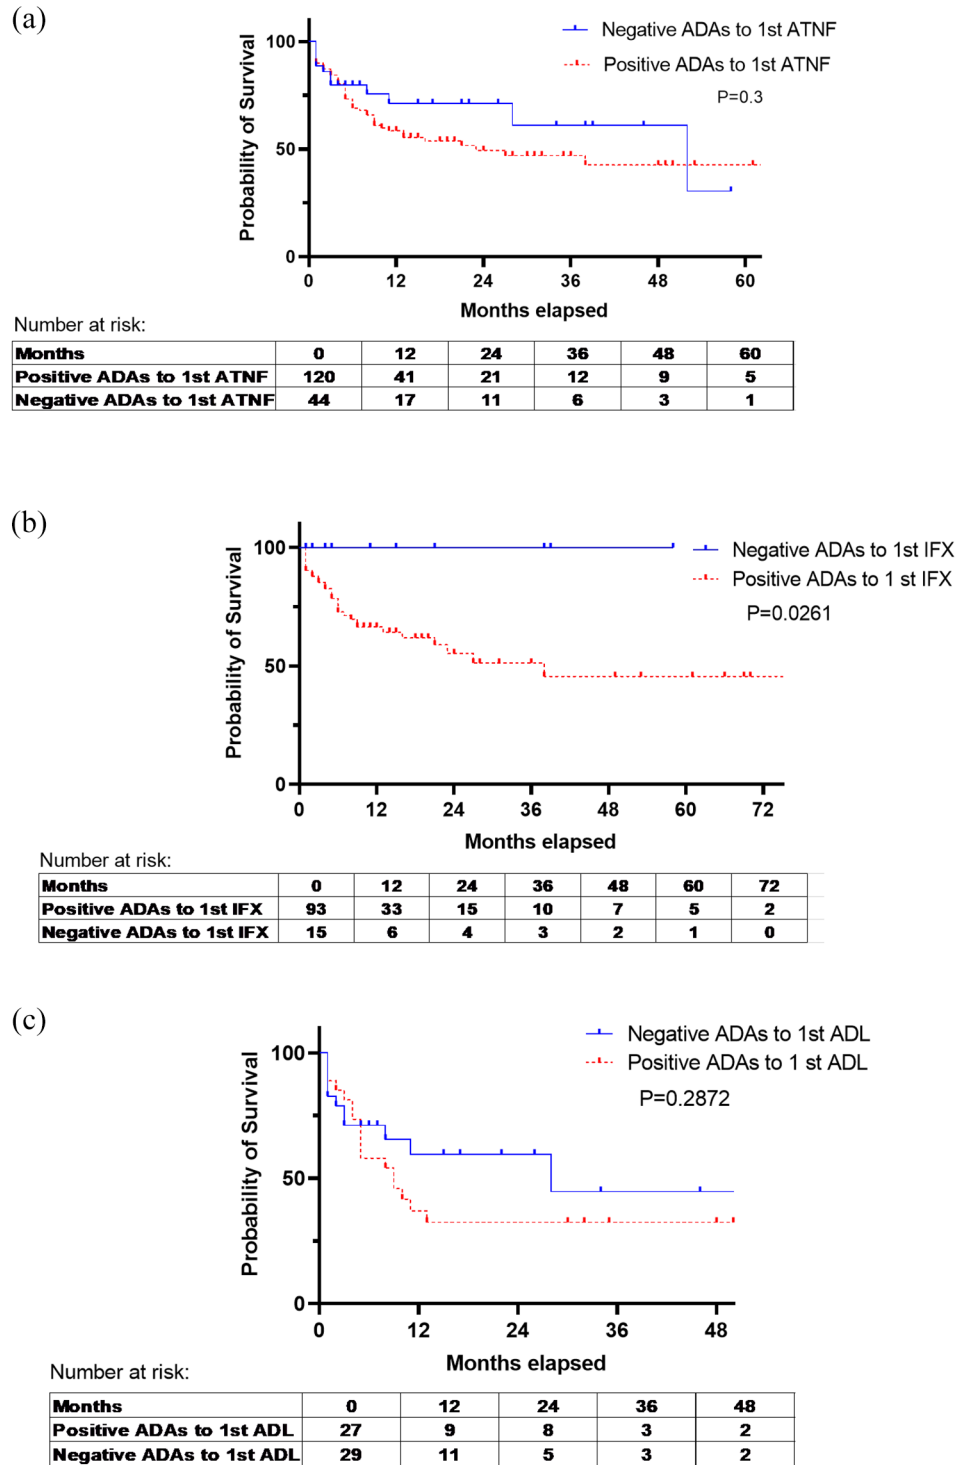 (a)
Negative ADAs to 1st ATNF
Positive ADAs to 1st ATNF
P=0.3
Probability of Survival
100
50
0
0 12 24 36 48 60
Months elapsed
Number at risk:
Months 0 12 24 36 48 60
Positive ADAs to 1st ATNF 120 41 21 12 9 5
Negative ADAs to 1st ATNF 44 17 11 6 3 1
(b)
Negative ADAs to 1st IFX
Positive ADAs to 1 st IFX
P=0.0261
Probability of Survival
100
50
0
0 12 24 36 48 60 72
Months elapsed
Number at risk:
Months 0 12 24 36 48 60 72
Positive ADAs to 1st IFX 93 33 15 10 7 5 2
Negative ADAs to 1st IFX 15 6 4 3 2 1 0
(c)
Negative ADAs to 1st ADL
Positive ADAs to 1 st ADL
P=0.2872
Probability of Survival
100
50
0
0 12 24 36 48
Months elapsed
Number at risk:
Months 0 12 24 36 48
Positive ADAs to 1st ADL 27 9 8 3 2
Negative ADAs to 1st ADL 29 11 5 3 2